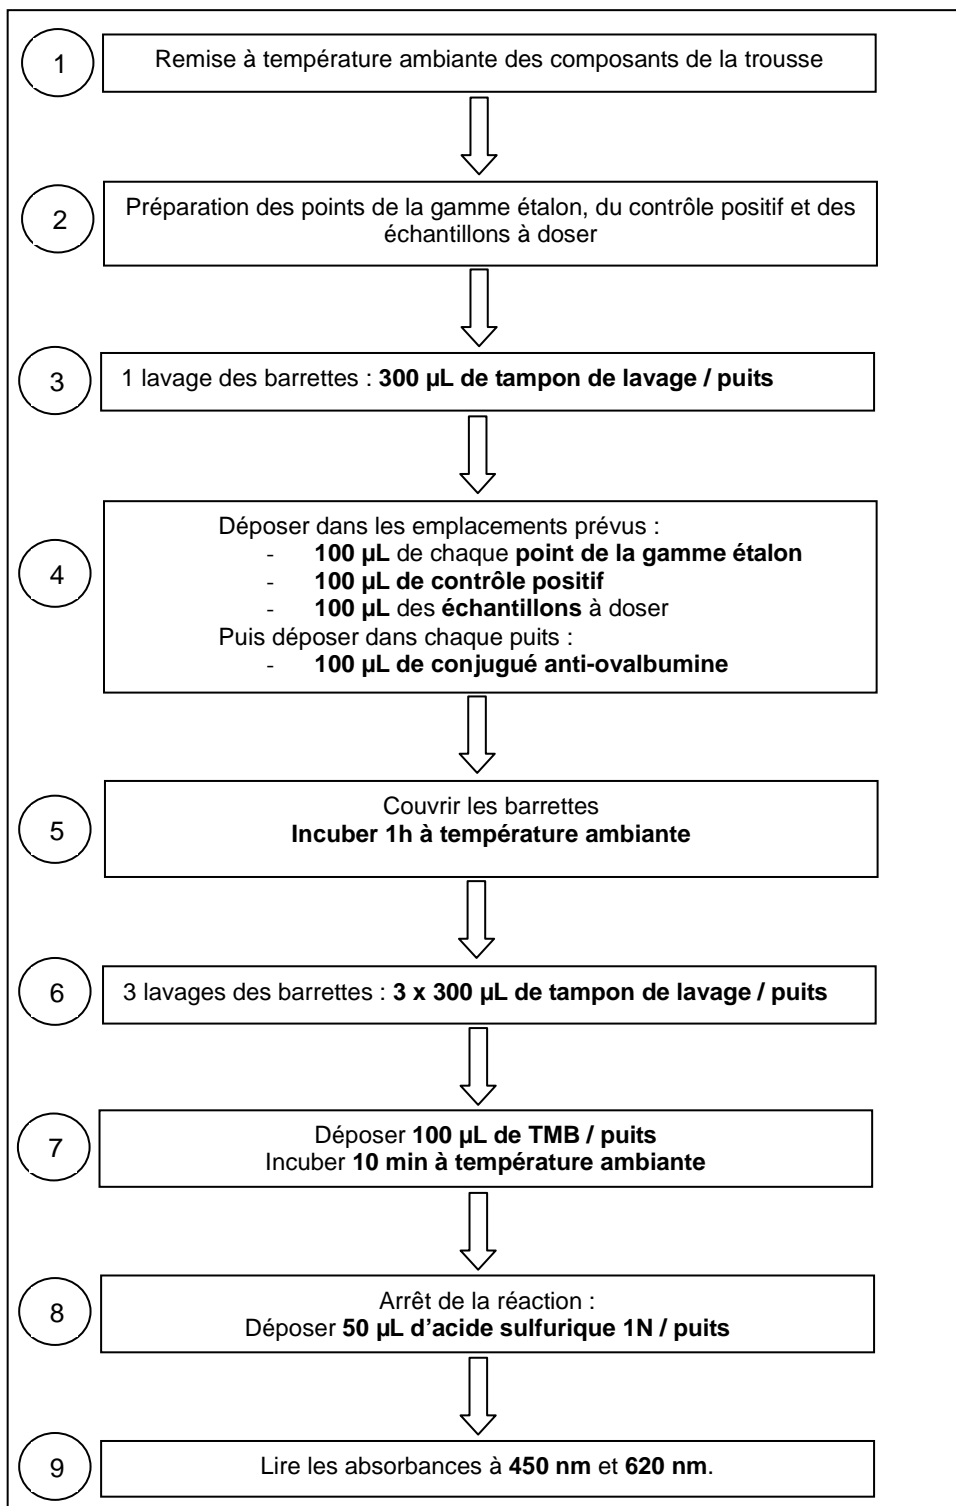 1
Remise à température ambiante des composants de la trousse
2
Préparation des points de la gamme étalon, du contrôle positif et des
échantillons à doser
3
1 lavage des barrettes : 300 µL de tampon de lavage / puits
4
Déposer dans les emplacements prévus :
- 100 µL de chaque point de la gamme étalon
- 100 µL de contrôle positif
- 100 µL des échantillons à doser
Puis déposer dans chaque puits :
- 100 µL de conjugué anti-ovalbumine
5
Couvrir les barrettes
Incuber 1h à température ambiante
6
3 lavages des barrettes : 3 x 300 µL de tampon de lavage / puits
7
Déposer 100 µL de TMB / puits
Incuber 10 min à température ambiante
8
Arrêt de la réaction :
Déposer 50 µL d'acide sulfurique 1N / puits
9
Lire les absorbances à 450 nm et 620 nm.